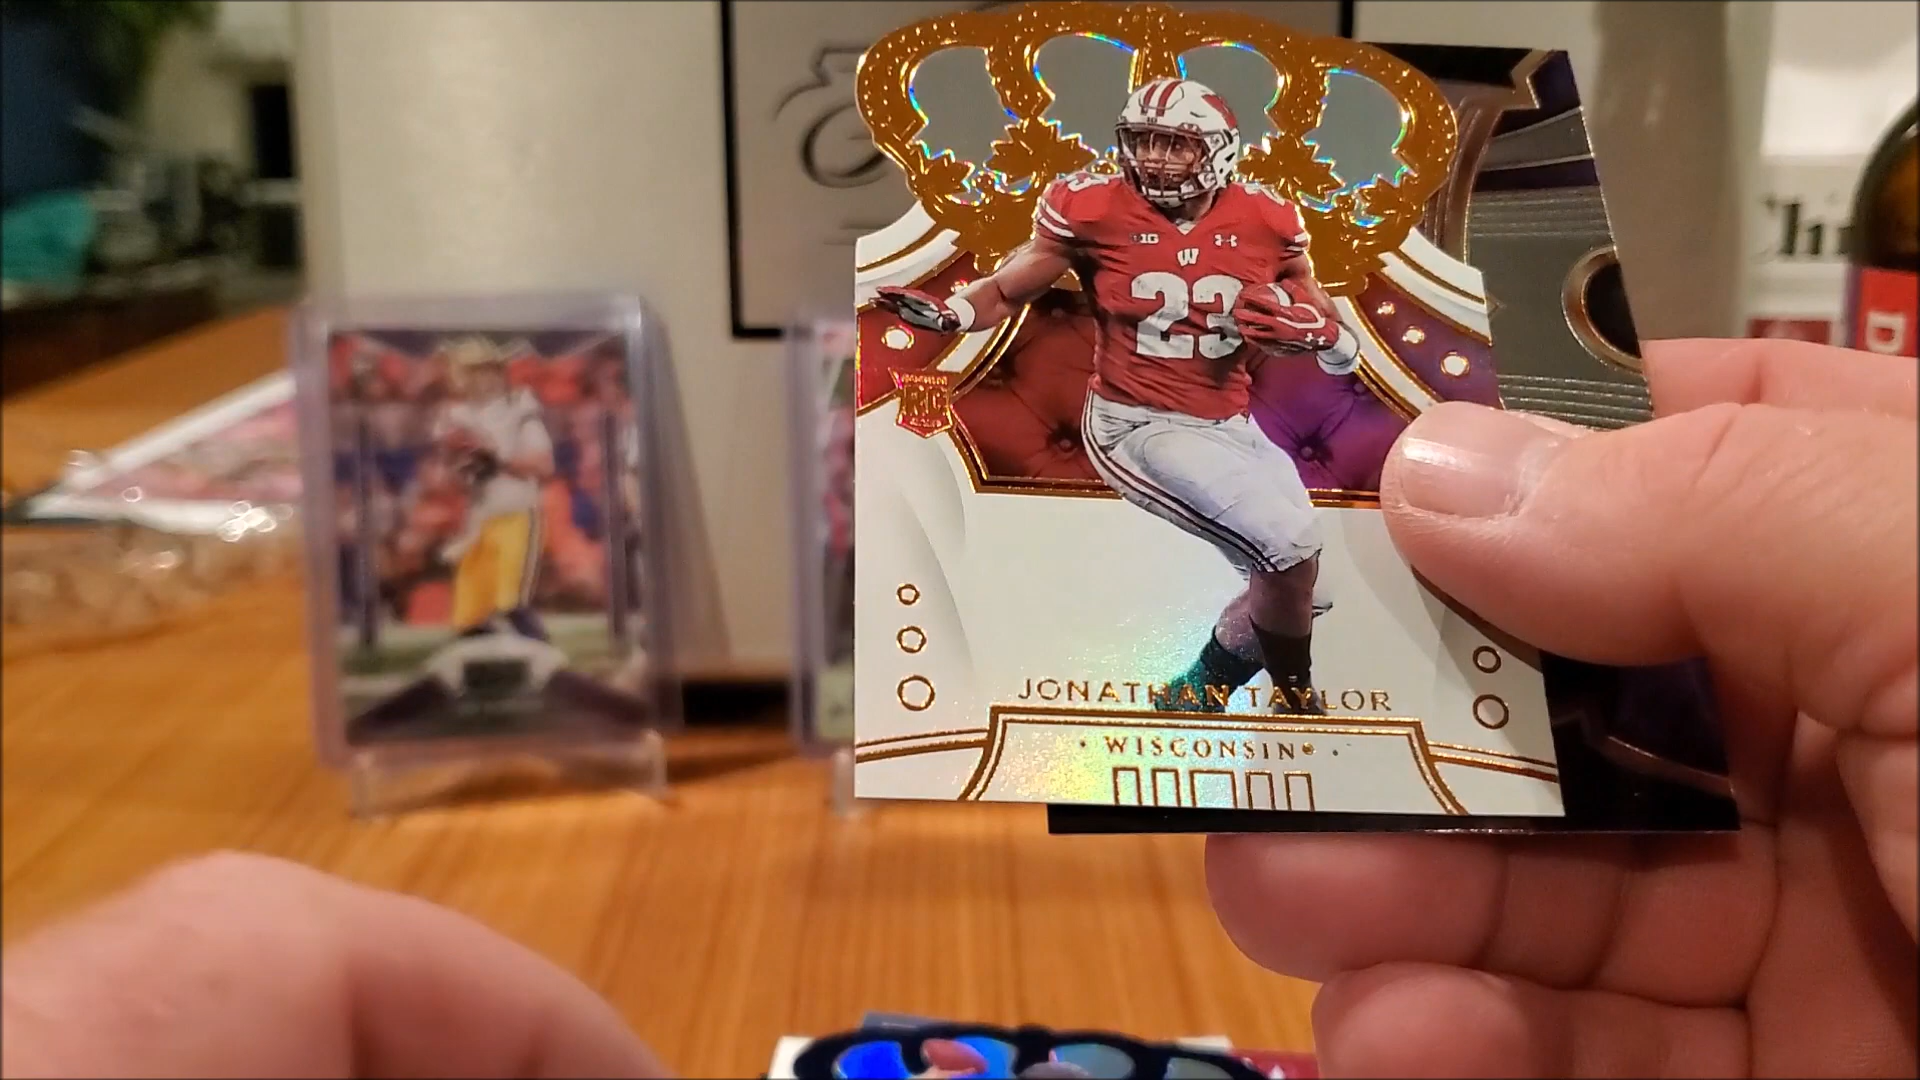 B1G
W
23
RC
JONATHAN TAYLOR
• WISCONSIN® •